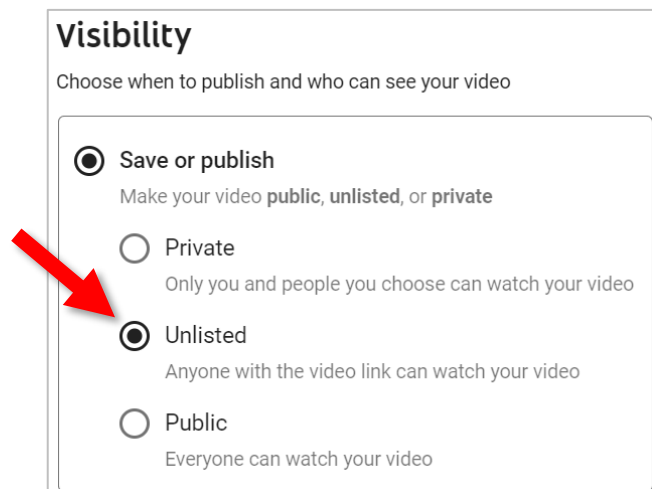 Visibility
Choose when to publish and who can see your video
Save or publish
Make your video public, unlisted, or private
Private
Only you and people you choose can watch your video
Unlisted
Anyone with the video link can watch your video
Public
Everyone can watch your video